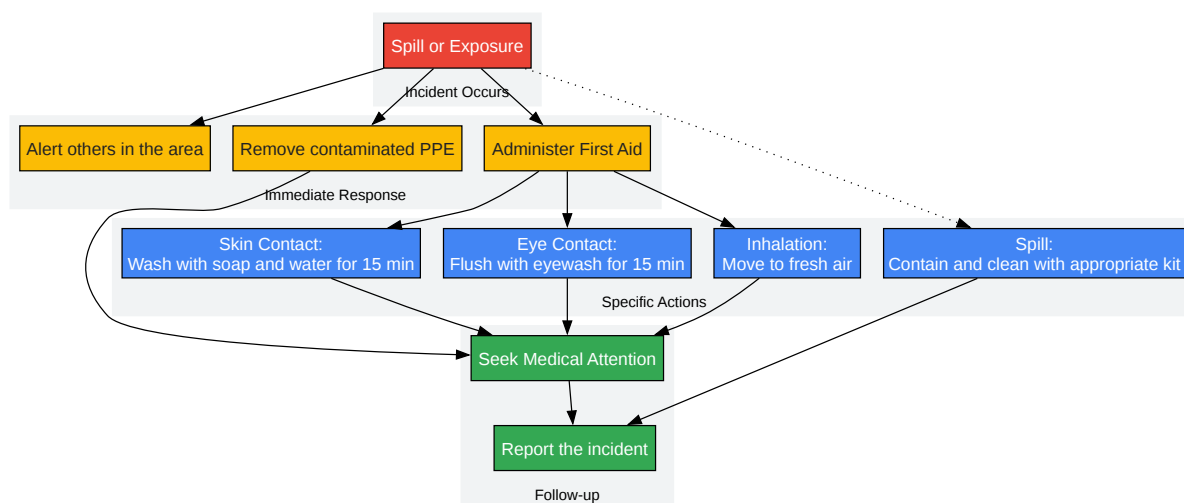 Spill or Exposure
Incident Occurs
Alert others in the area
Remove contaminated PPE
Administer First Aid
Immediate Response
Skin Contact:
Wash with soap and water for 15 min
Eye Contact:
Flush with eyewash for 15 min
Inhalation:
Move to fresh air
Spill:
Contain and clean with appropriate kit
Specific Actions
Seek Medical Attention
Report the incident
Follow-up